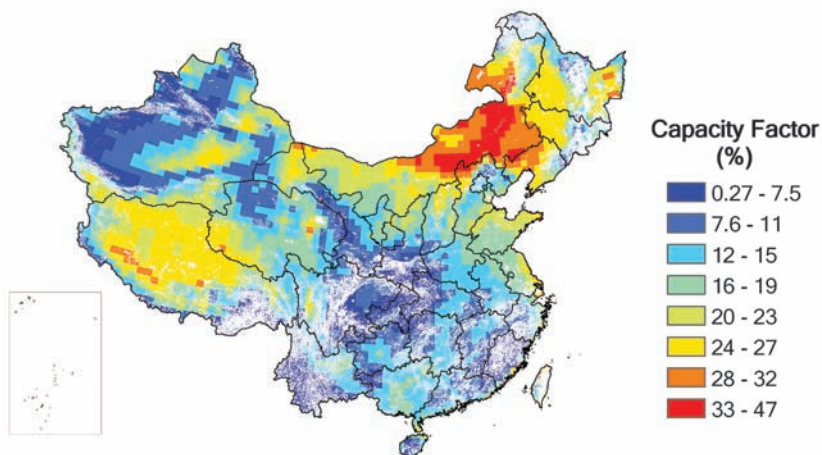 Capacity Factor
(%)
0.27 - 7.5
7.6 - 11
12 - 15
16 - 19
20 - 23
24 - 27
28 - 32
33 - 47